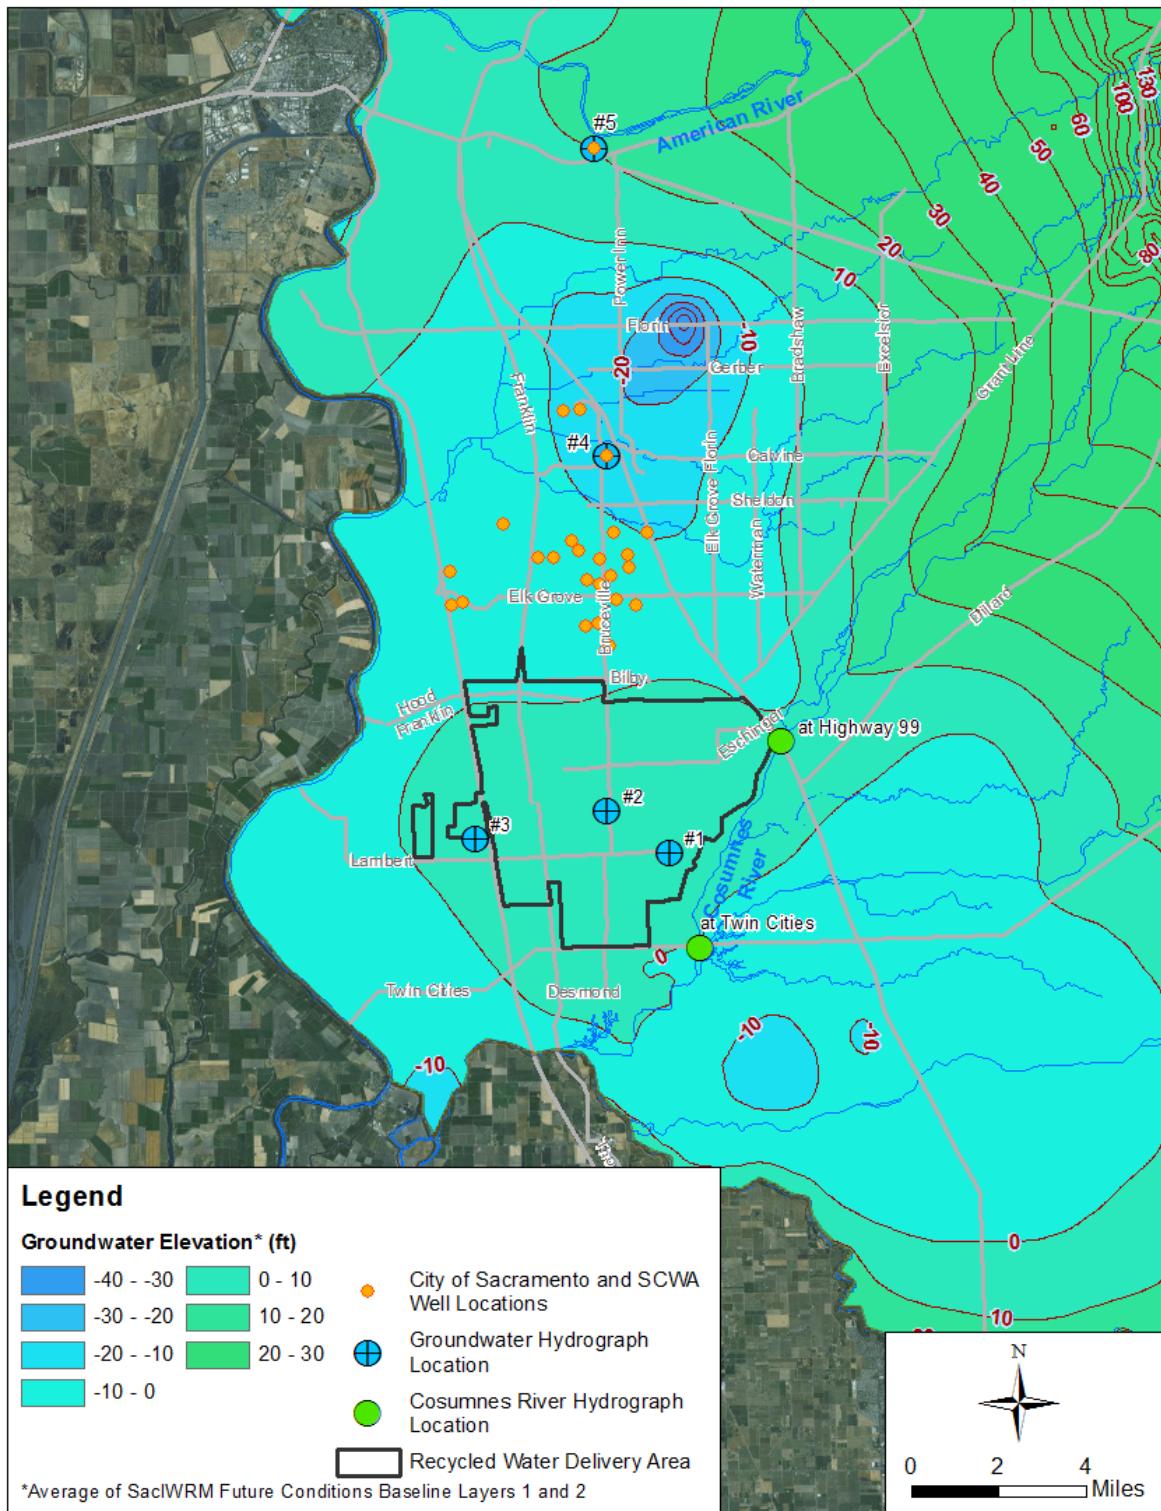 130
100
60
50
80
40
30
20
10
#5
American River
Power Inn
Florin
-10
Bradshaw
Excelsior
Gerber
-20
Grant Line
Franklin
#4
Calvine
Elk Grove Florin
Sheldon
Waterman
Elk Grove
Bruceville
Dillard
Bilby
Hood
Franklin
Eschinger
at Highway 99
#2
#3
#1
Lambert
Cosumnes
River
at Twin Cities
0
Twin Cities
Desmond
-10
-10
-10
0
10
Legend
Groundwater Elevation* (ft)
-40 - -30
-30 - -20
-20 - -10
-10 - 0
0 - 10
10 - 20
20 - 30
City of Sacramento and SCWA
Well Locations
Groundwater Hydrograph
Location
Cosumnes River Hydrograph
Location
Recycled Water Delivery Area
*Average of SacIWRM Future Conditions Baseline Layers 1 and 2
N
0 2 4
Miles